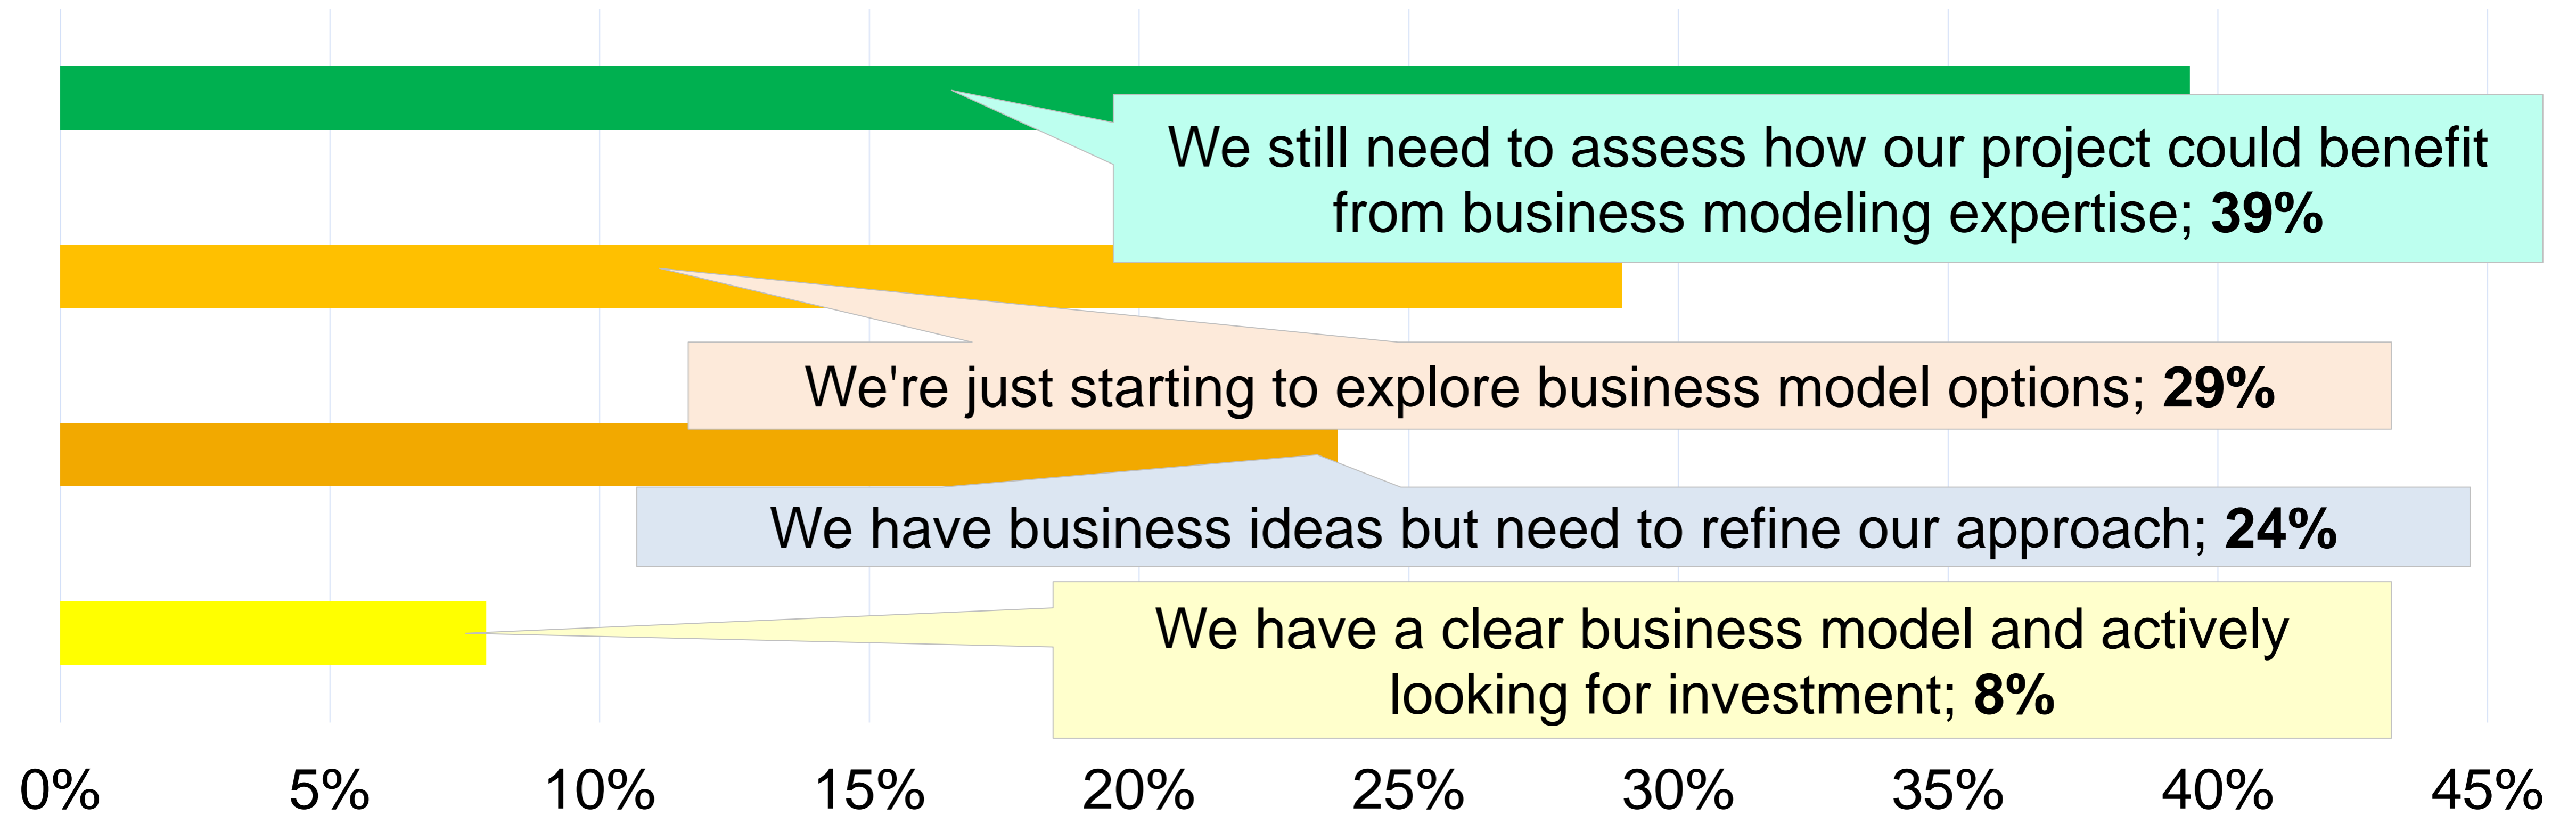 We still need to assess how our project could benefit
from business modeling expertise; 39%
We're just starting to explore business model options; 29%
We have business ideas but need to refine our approach; 24%
We have a clear business model and actively
looking for investment; 8%
0% 5% 10% 15% 20% 25% 30% 35% 40% 45%